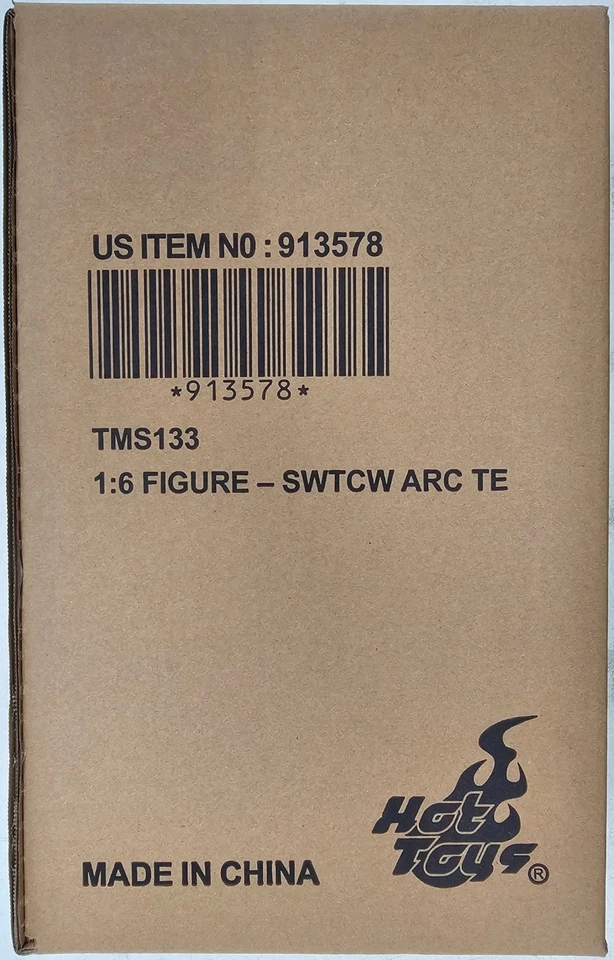 US ITEM N0 : 913578
*913578*
TMS133
1:6 FIGURE – SWTCW ARC TE
Hot
Toys®
MADE IN CHINA